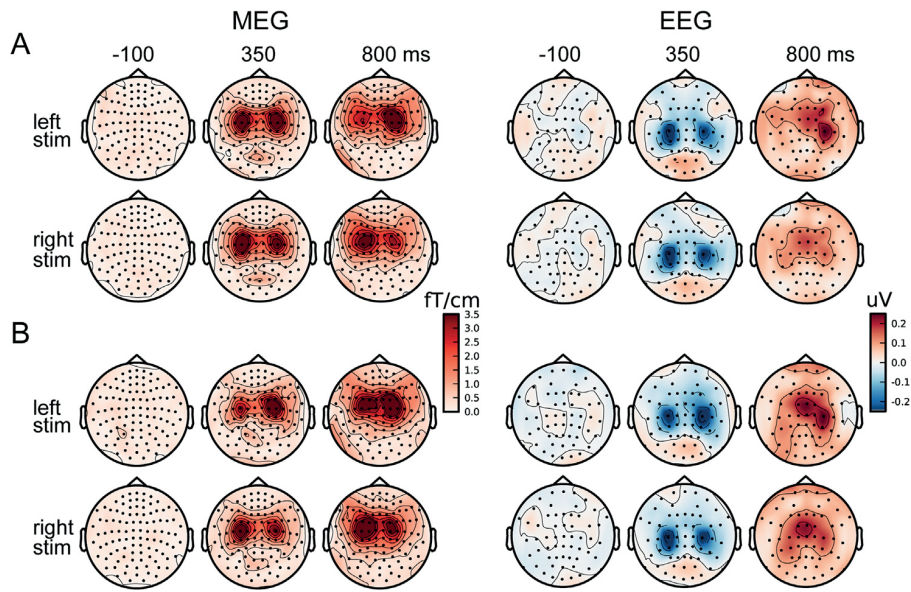 MEG EEG
A
-100 350 800 ms -100 350 800 ms
left
stim
right
stim
fT/cm
3.5
3.0
2.5
2.0
1.5
1.0
0.5
0.0
uV
0.2
0.1
0.0
-0.1
-0.2
B
left
stim
right
stim